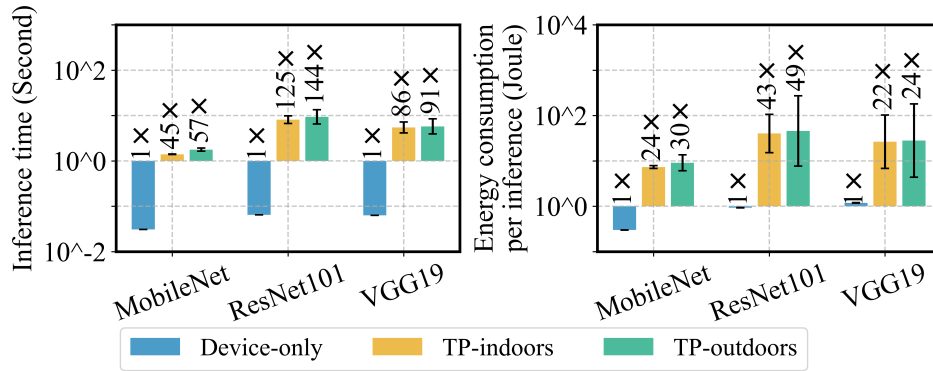 Inference time (Second)
10^2
10^0
10^-2
1×
45×
57×
1×
125×
144×
1×
86×
91×
MobileNet
ResNet101
VGG19
Energy consumption
per inference (Joule)
10^4
10^2
10^0
1×
24×
30×
1×
43×
49×
1×
22×
24×
MobileNet
ResNet101
VGG19
Device-only
TP-indoors
TP-outdoors